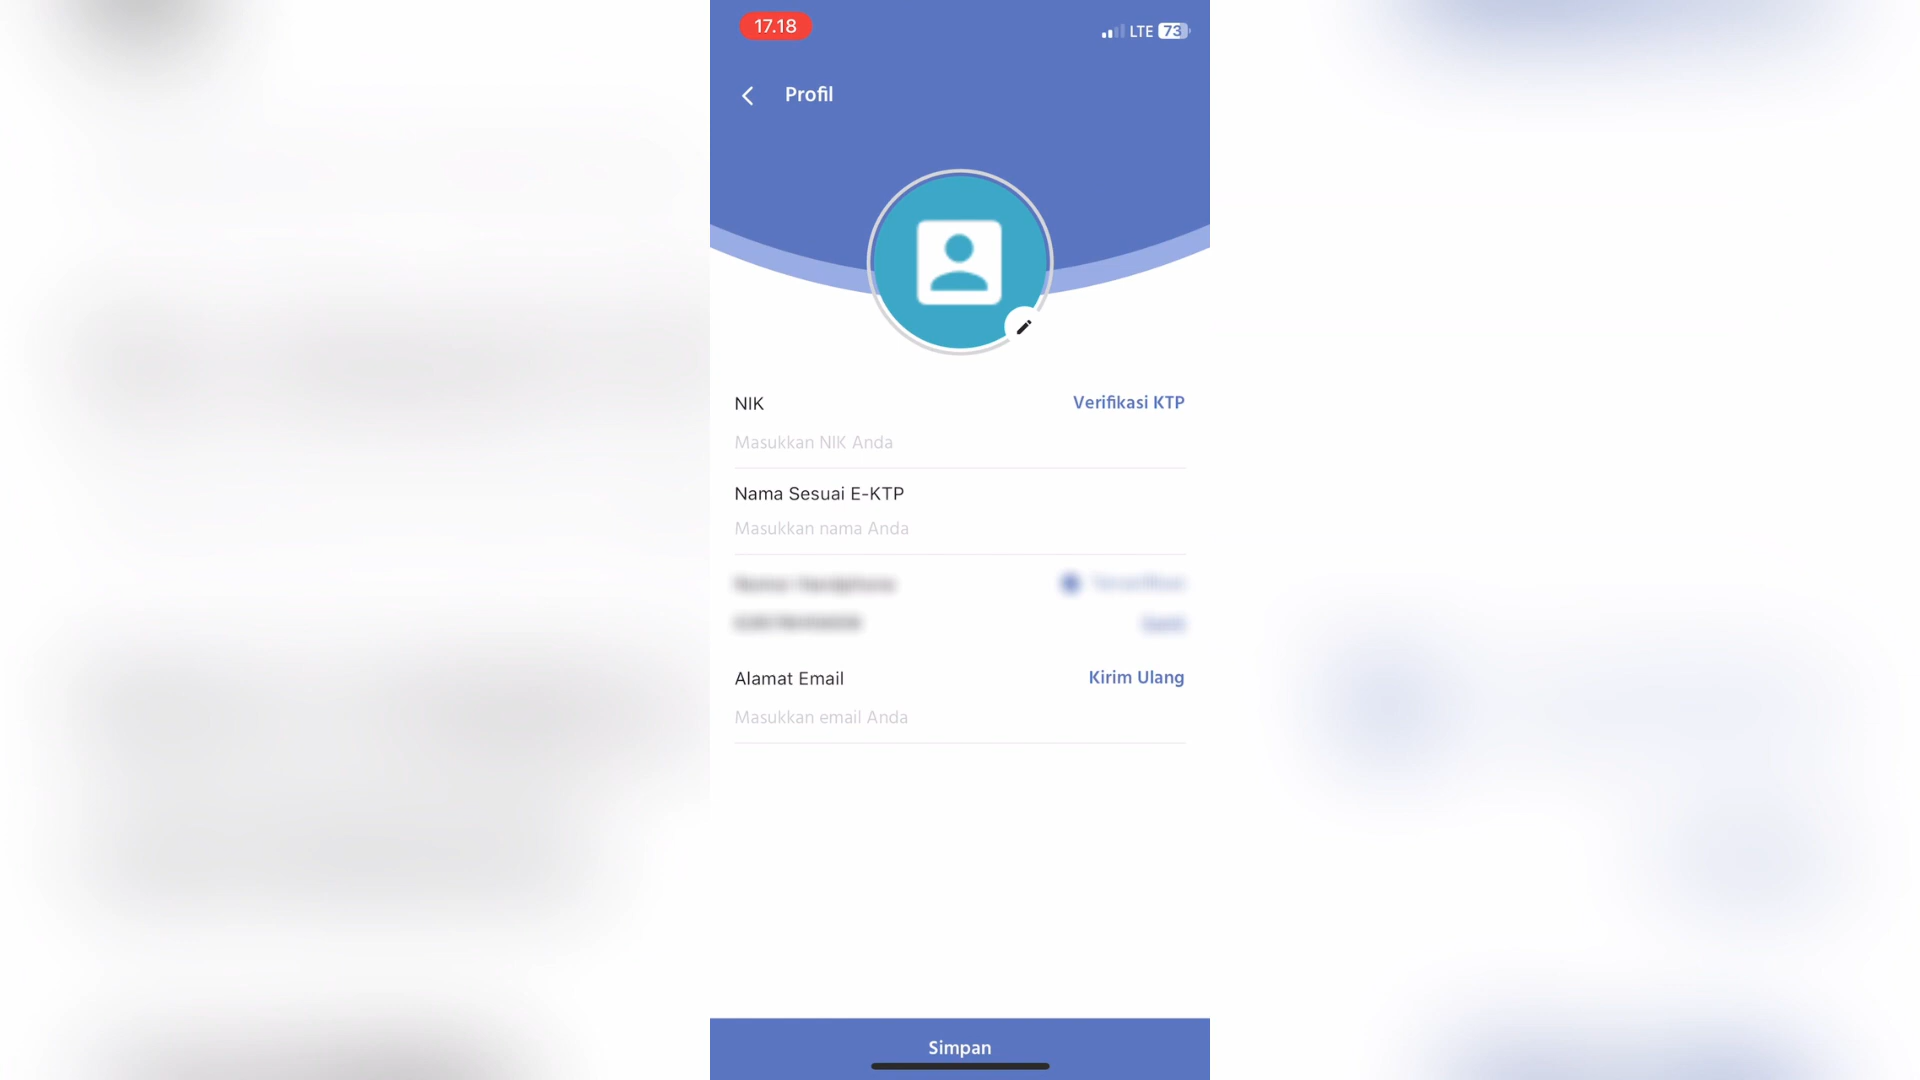 17.18
LTE 73
Profil
NIK
Verifikasi KTP
Masukkan NIK Anda
Nama Sesuai E-KTP
Masukkan nama Anda
Alamat Email
Kirim Ulang
Masukkan email Anda
Simpan